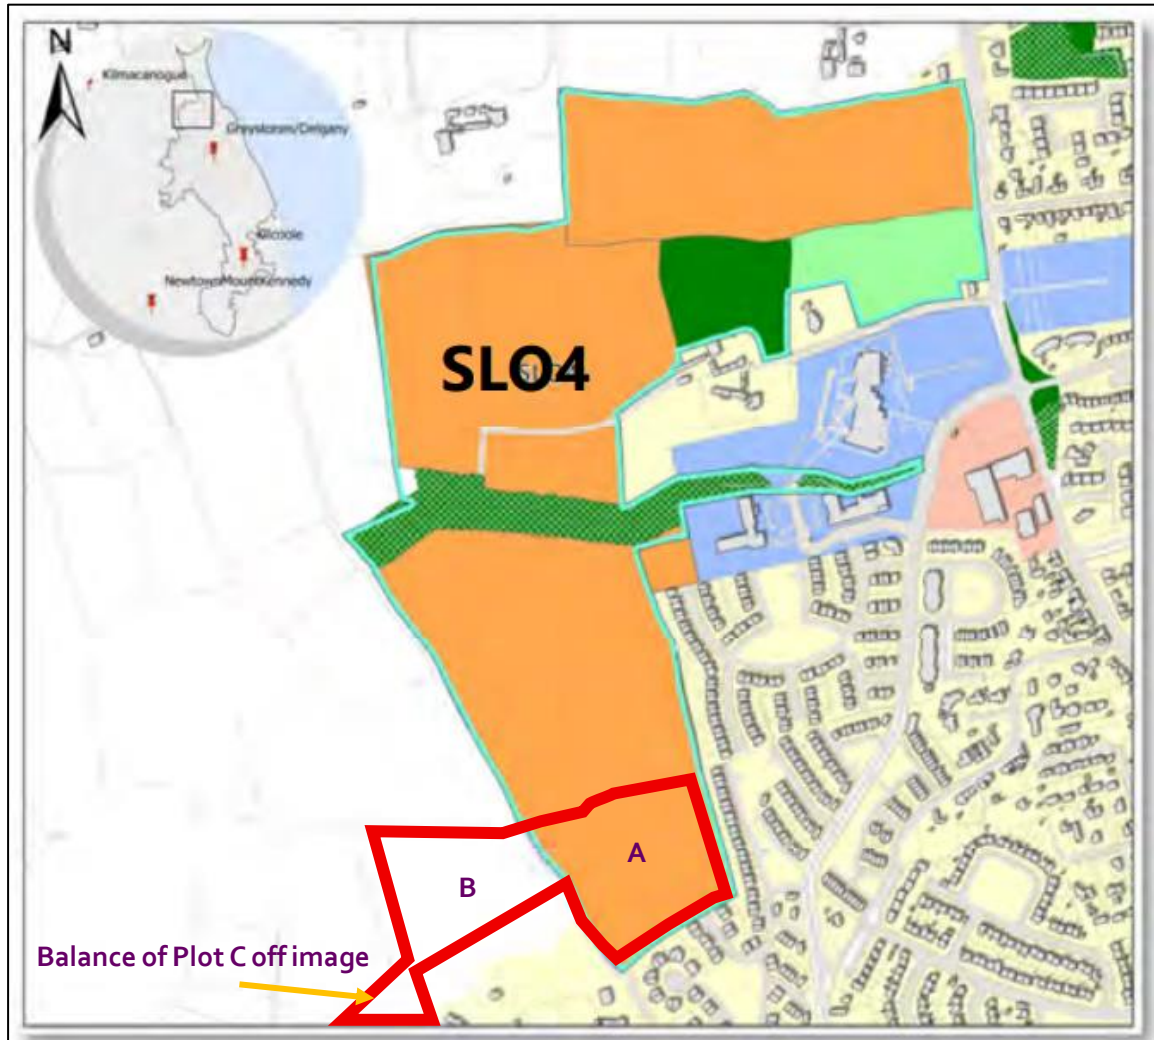 N
Kilmacanogue
Greystones/Delgany
Kilcoole
NewtownMountKennedy
SLO4
A
B
Balance of Plot C off image